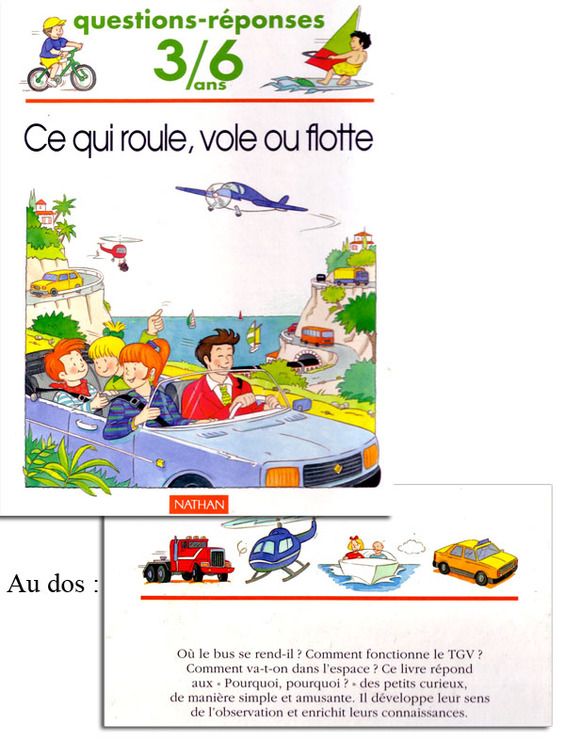 questions-réponses
3/6
ans
Ce qui roule, vole ou flotte
NATHAN
Au dos :
Où le bus se rend-il ? Comment fonctionne le TGV ?
Comment va-t-on dans l'espace ? Ce livre répond
aux « Pourquoi, pourquoi ? » des petits curieux,
de manière simple et amusante. Il développe leur sens
de l'observation et enrichit leurs connaissances.